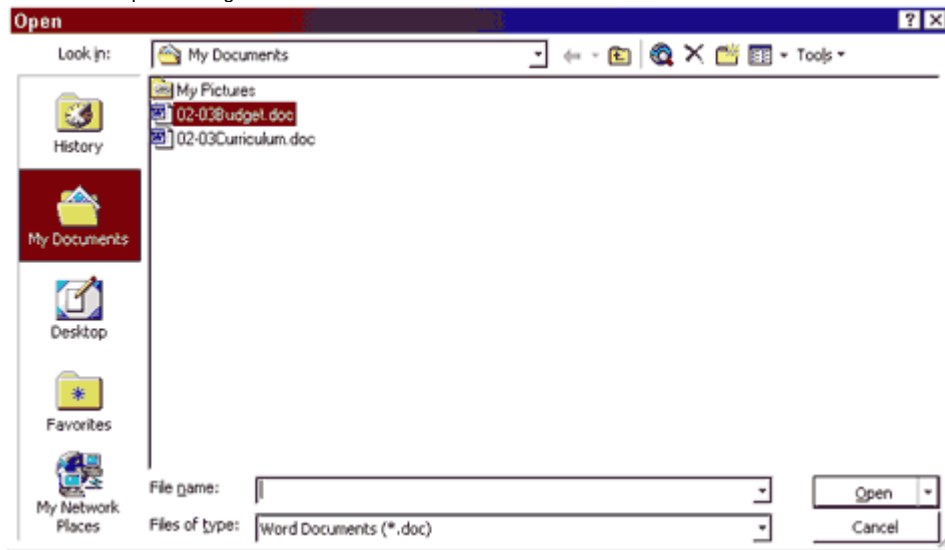 Open
Look in: My Documents Tools
My Pictures
02-03Budget.doc
02-03Curriculum.doc
History
My Documents
Desktop
Favorites
My Network
Places
File name:
Open
Files of type: Word Documents (*.doc)
Cancel